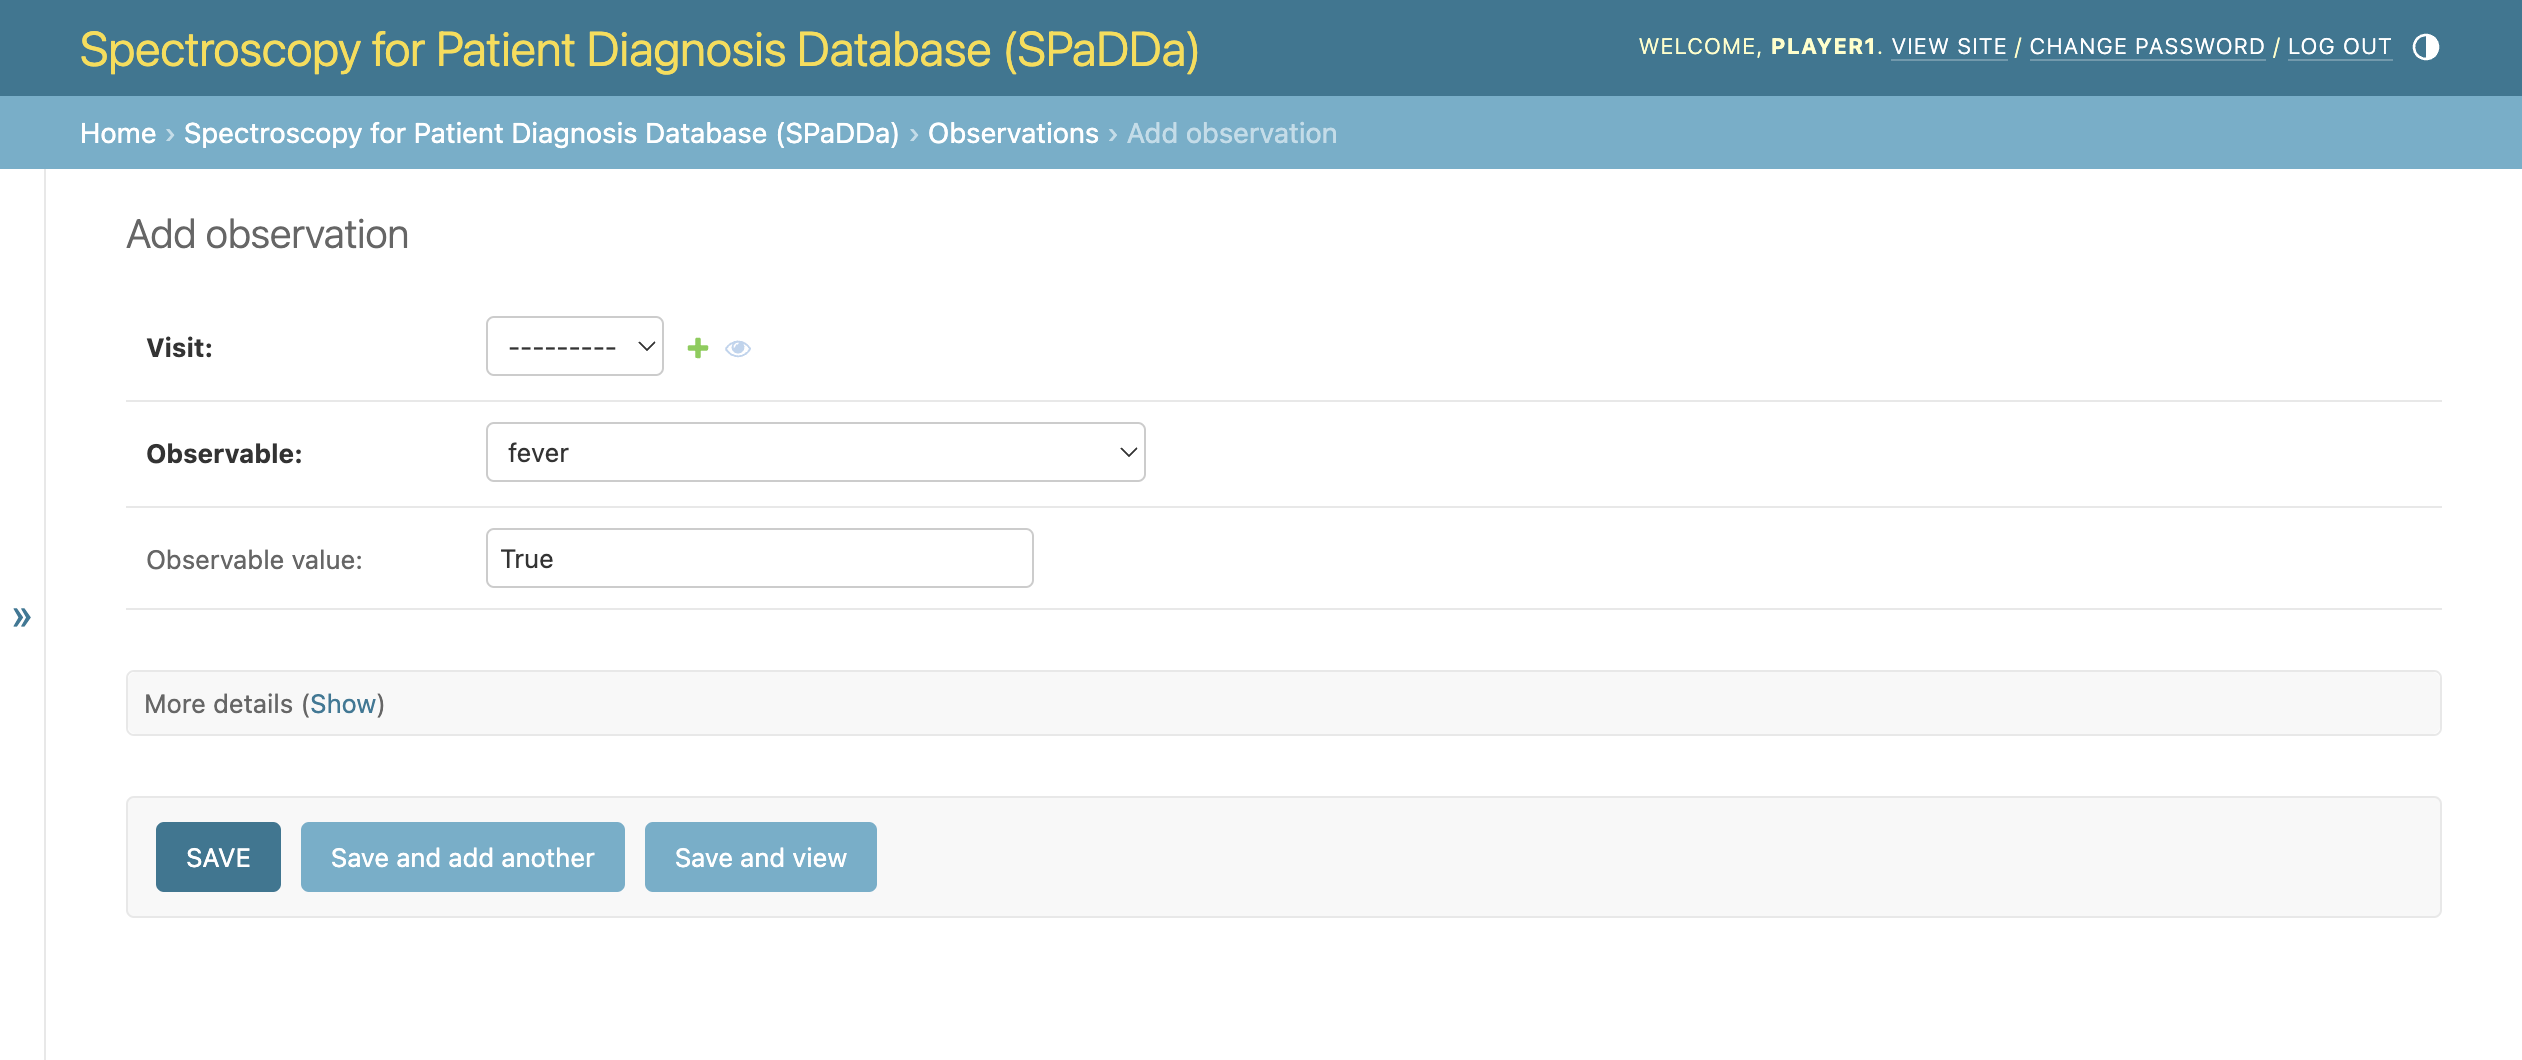 Spectroscopy for Patient Diagnosis Database (SPaDDa)
WELCOME, PLAYER1. VIEW SITE / CHANGE PASSWORD / LOG OUT
Home › Spectroscopy for Patient Diagnosis Database (SPaDDa) › Observations › Add observation
Add observation
Visit: ---------
Observable: fever
Observable value: True
»
More details (Show)
SAVE Save and add another Save and view